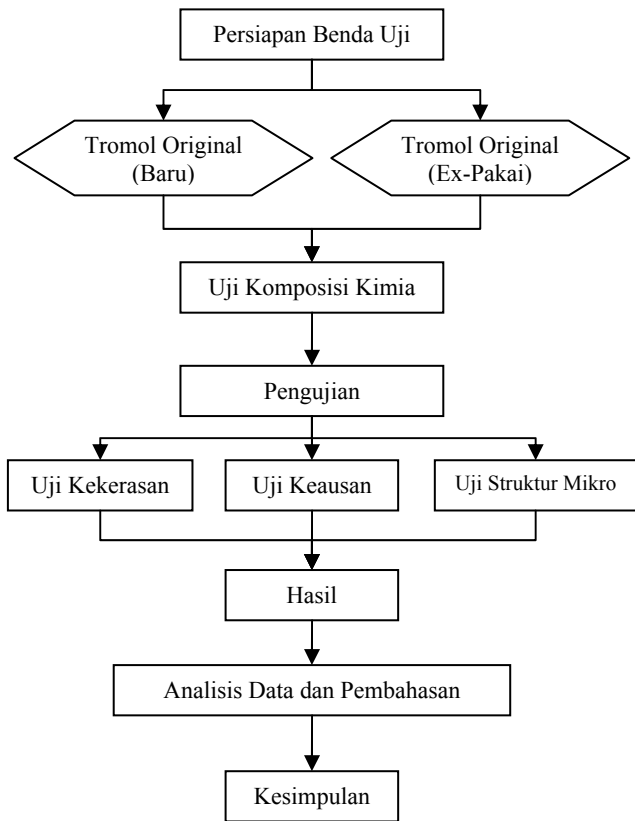 Persiapan Benda Uji
Tromol Original
(Baru)
Tromol Original
(Ex-Pakai)
Uji Komposisi Kimia
Pengujian
Uji Kekerasan
Uji Keausan
Uji Struktur Mikro
Hasil
Analisis Data dan Pembahasan
Kesimpulan